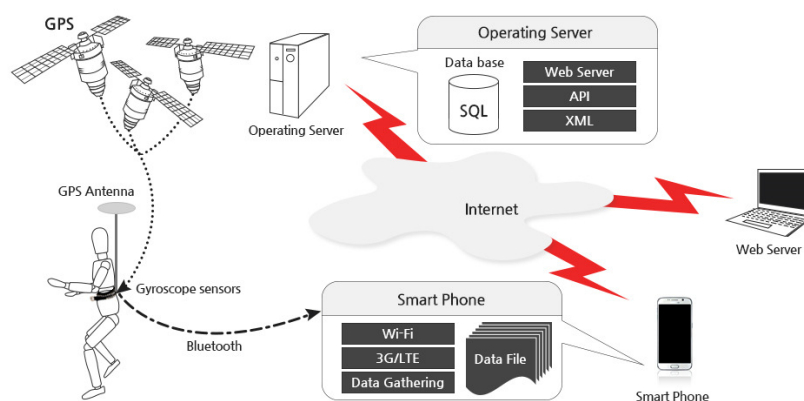 GPS
Operating Server
Operating Server
Data base
SQL
Web Server
API
XML
GPS Antenna
Internet
Web Server
Gyroscope sensors
Bluetooth
Smart Phone
Wi-Fi
3G/LTE
Data Gathering
Data File
Smart Phone